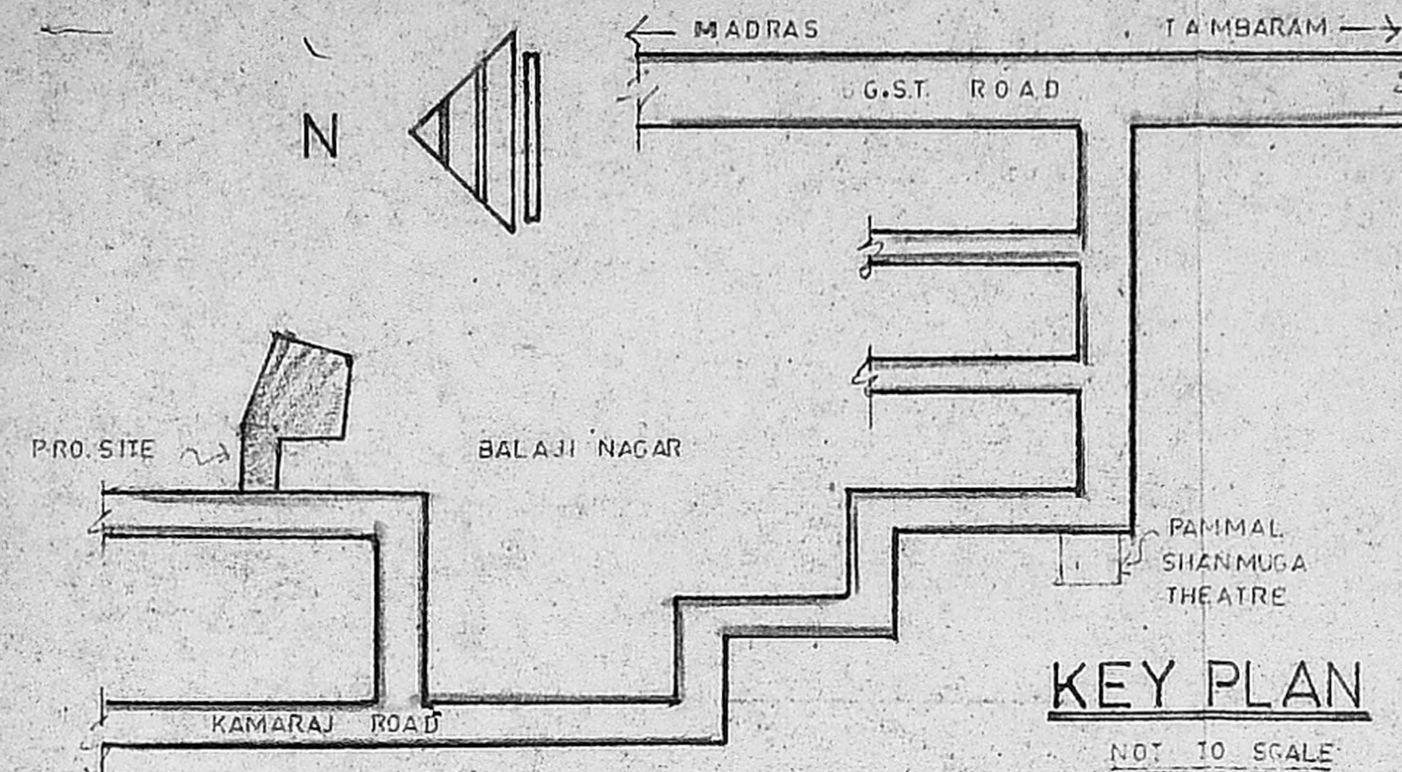 MADRAS TAMBARAM
G.S.T. ROAD
N
PRO. SITE
BALAJI NAGAR
PAMMAL
SHANMUGA
THEATRE
KEY PLAN
KAMARAJ ROAD
NOT TO SCALE